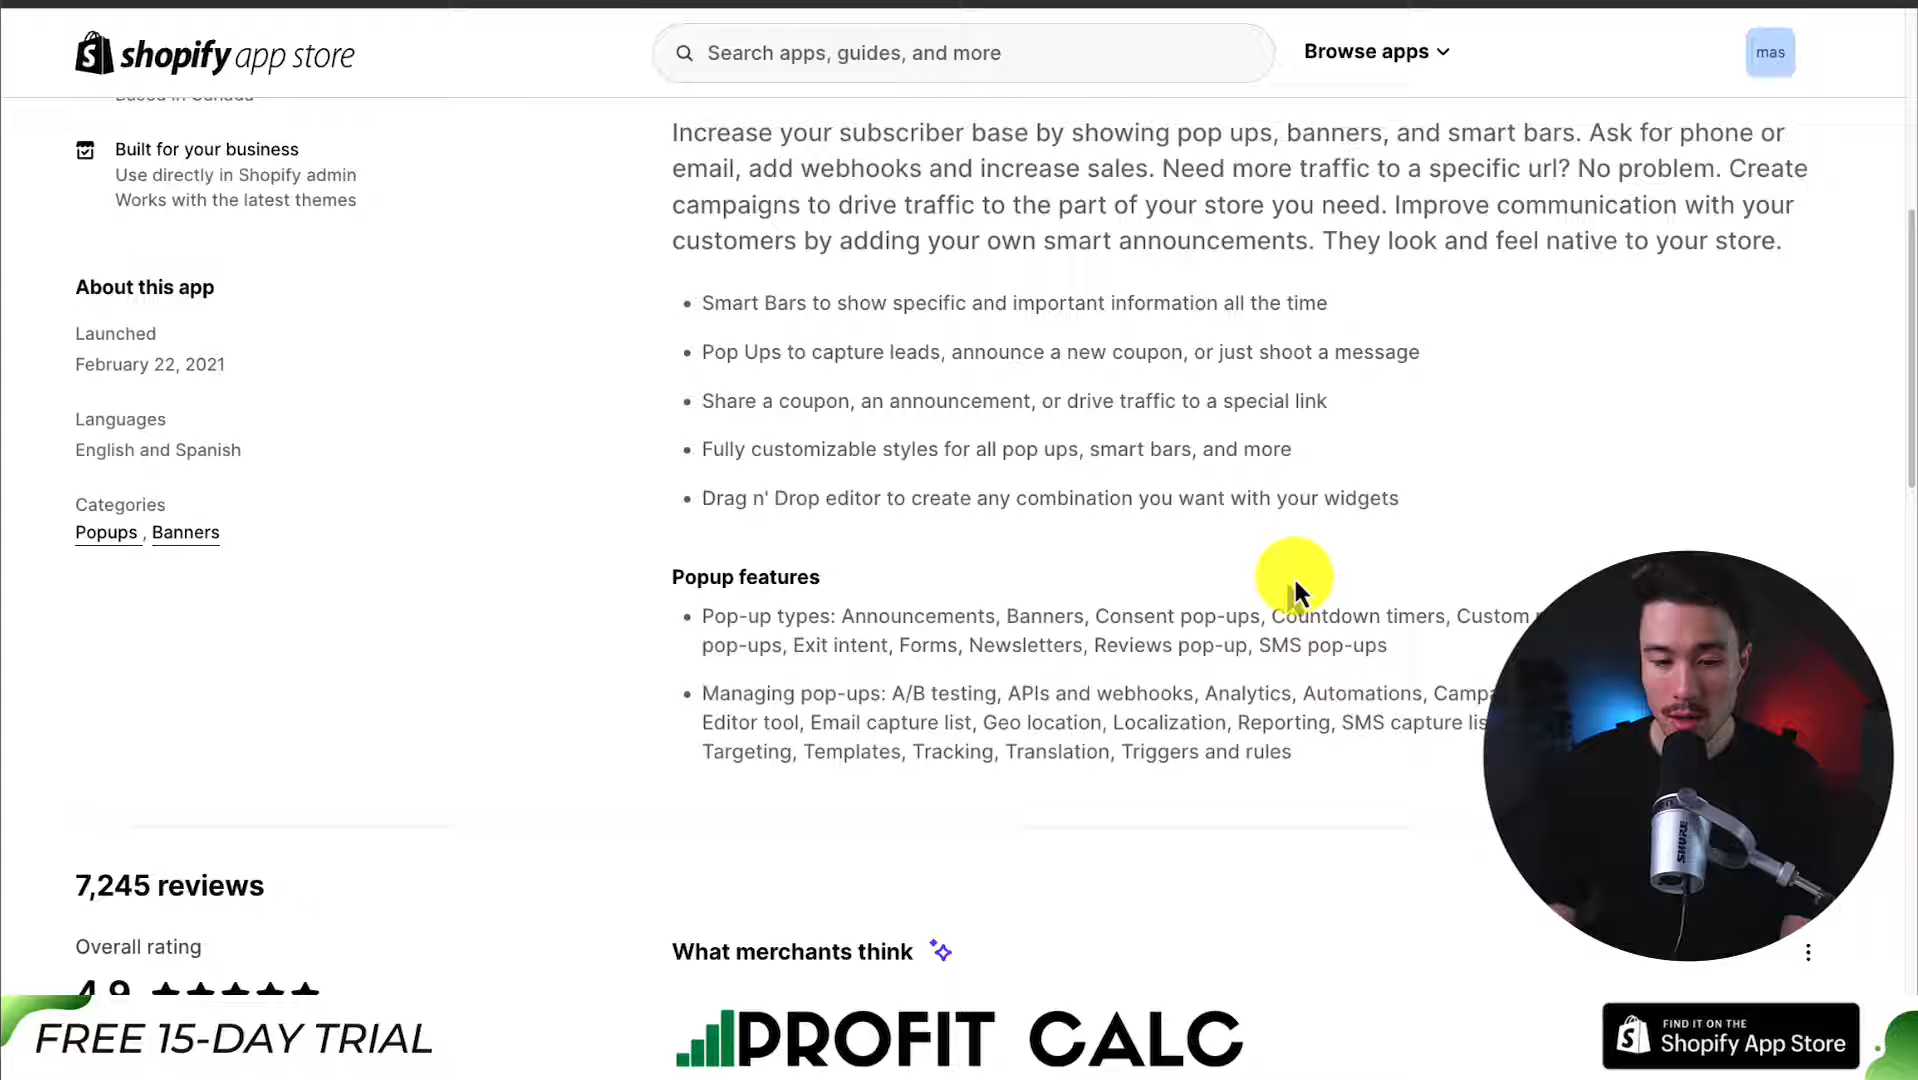 shopify app store
Search apps, guides, and more
Browse apps
mas
Based in Canada
Built for your business
Use directly in Shopify admin
Works with the latest themes
About this app
Launched
February 22, 2021
Languages
English and Spanish
Categories
Popups , Banners
Increase your subscriber base by showing pop ups, banners, and smart bars. Ask for phone or
email, add webhooks and increase sales. Need more traffic to a specific url? No problem. Create
campaigns to drive traffic to the part of your store you need. Improve communication with your
customers by adding your own smart announcements. They look and feel native to your store.
• Smart Bars to show specific and important information all the time
• Pop Ups to capture leads, announce a new coupon, or just shoot a message
• Share a coupon, an announcement, or drive traffic to a special link
• Fully customizable styles for all pop ups, smart bars, and more
• Drag n' Drop editor to create any combination you want with your widgets
Popup features
• Pop-up types: Announcements, Banners, Consent pop-ups, Countdown timers, Custom
pop-ups, Exit intent, Forms, Newsletters, Reviews pop-up, SMS pop-ups
• Managing pop-ups: A/B testing, APIs and webhooks, Analytics, Automations,
Editor tool, Email capture list, Geo location, Localization, Reporting, SMS capture
Targeting, Templates, Tracking, Translation, Triggers and rules
SHURE
7,245 reviews
Overall rating
4.9
What merchants think
FREE 15-DAY TRIAL
PROFIT CALC
FIND IT ON THE
Shopify App Store